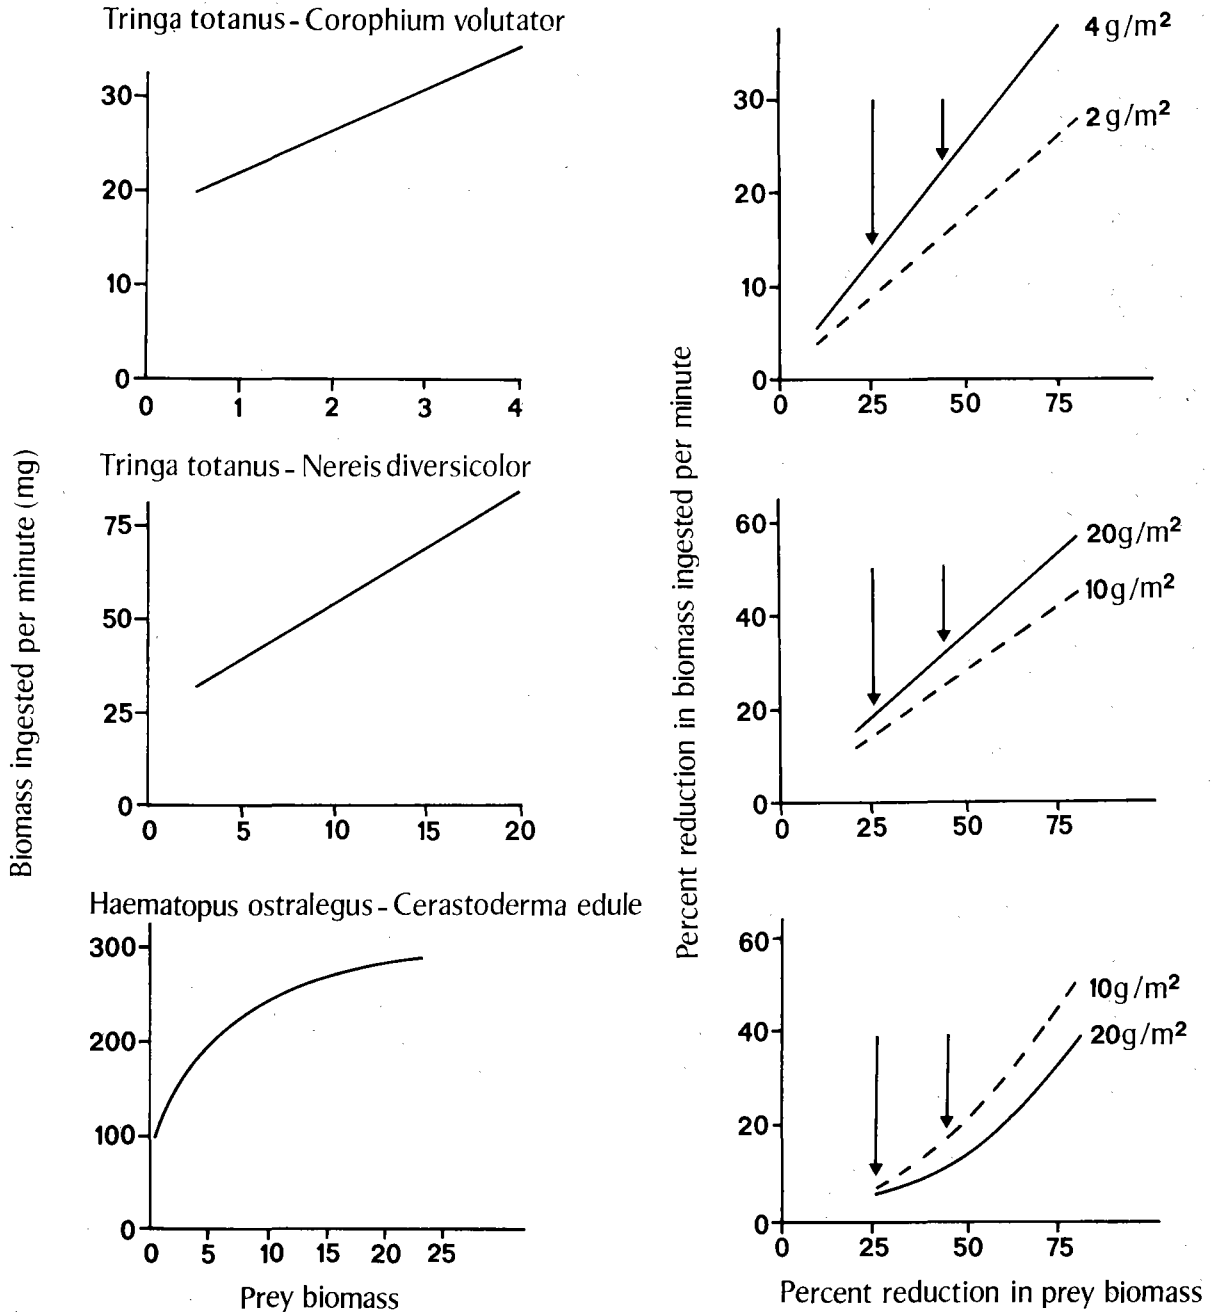 Tringa totanus - Corophium volutator
30
20
10
0
0 1 2 3 4
4 g/m²
2 g/m²
30
20
10
0
0 25 50 75
Tringa totanus - Nereis diversicolor
75
50
25
0
0 5 10 15 20
20g/m²
10g/m²
60
40
20
0
0 25 50 75
Haematopus ostralegus - Cerastoderma edule
300
200
100
0
0 5 10 15 20 25
Prey biomass
10g/m²
20g/m²
60
40
20
0
0 25 50 75
Percent reduction in prey biomass
Biomass ingested per minute (mg)
Percent reduction in biomass ingested per minute